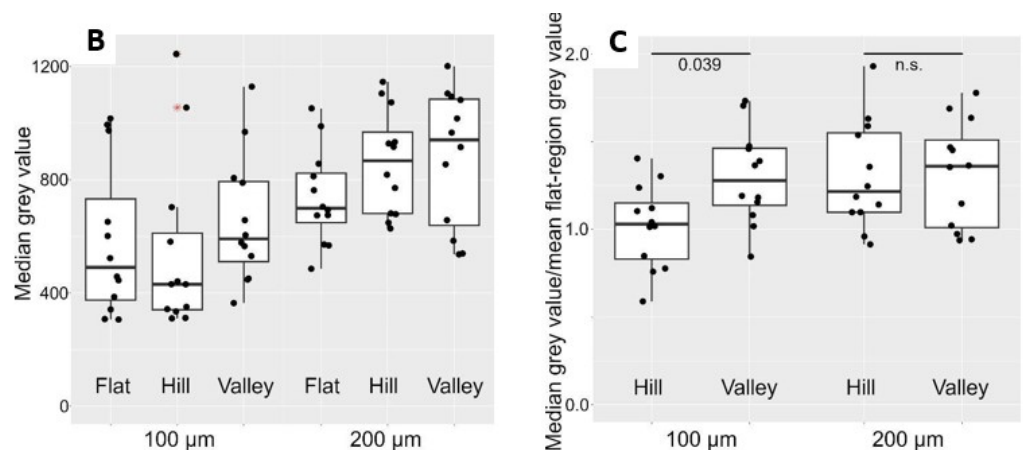 B
Median grey value
1200
800
400
0
Flat Hill Valley Flat Hill Valley
100 µm 200 µm
C
Median grey value/mean flat-region grey value
2.0
1.0
0.0
0.039 n.s.
Hill Valley Hill Valley
100 µm 200 µm